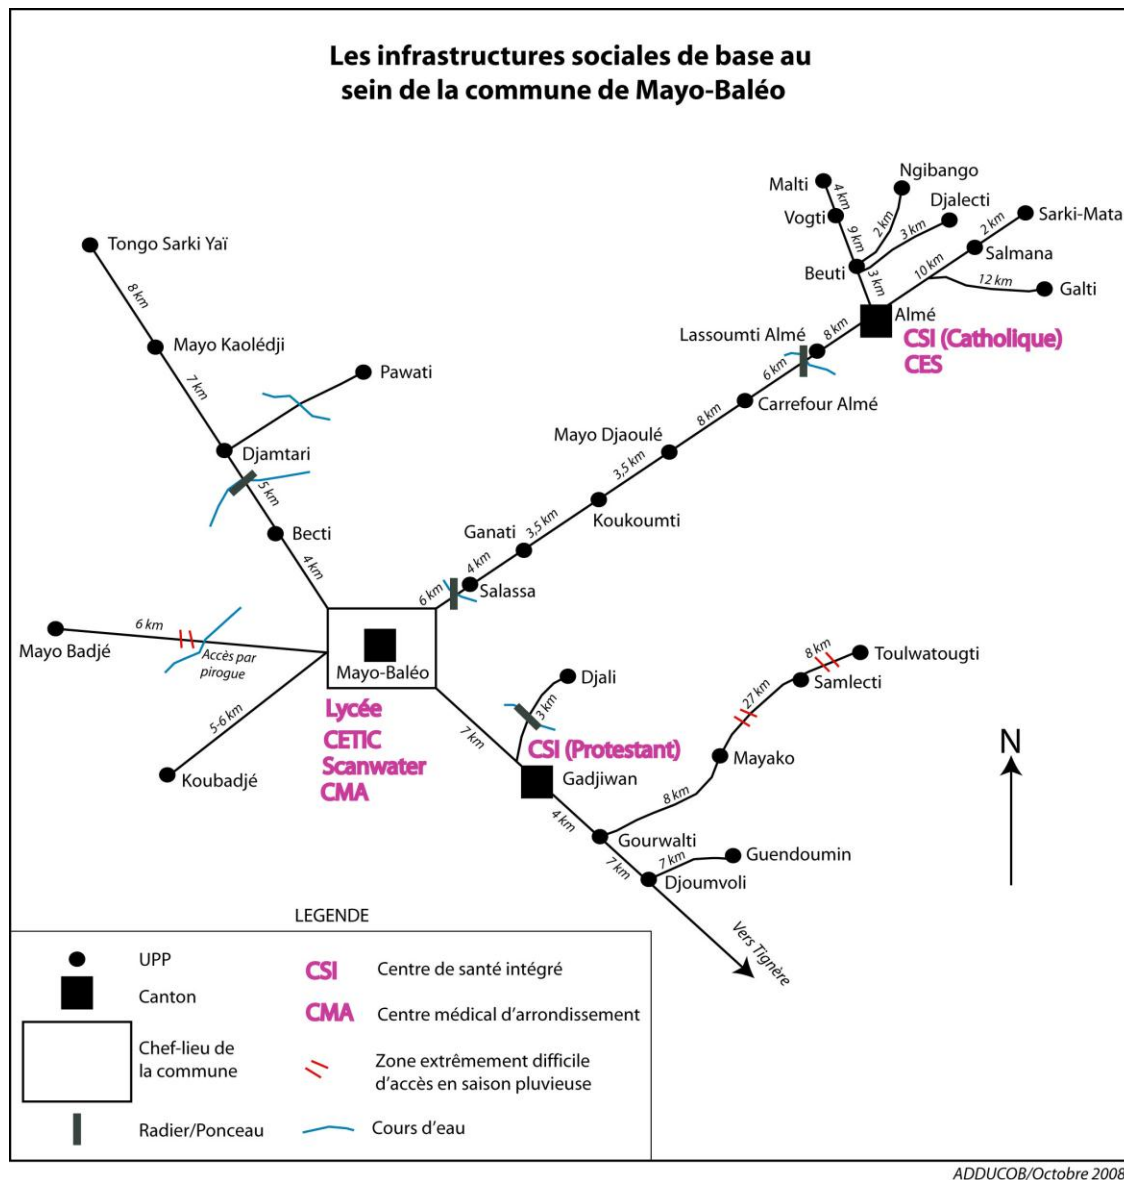 Les infrastructures sociales de base au
sein de la commune de Mayo-Baléo
Malti
4 km
Ngibango
Vogti
2 km
Djalecti
Sarki-Mata
9 km
3 km
2 km
Salmana
Beuti
3 km
10 km
12 km
Galti
Tongo Sarki Yaï
8 km
Almé
CSI (Catholique)
CES
Lassoumti Almé
8 km
Mayo Kaolédji
7 km
Pawati
6 km
Carrefour Almé
8 km
Mayo Djaoulé
Djamtari
3,5 km
5 km
Koukoumti
Becti
3,5 km
Ganati
4 km
4 km
Salassa
6 km
6 km
Mayo Badjé
Accès par
pirogue
Mayo-Baléo
5-6 km
Koubadjé
Lycée
CETIC
Scanwater
CMA
7 km
Djali
3 km
CSI (Protestant)
Gadjiwan
8 km
Toulwatougti
Samlecti
27 km
Mayako
8 km
4 km
Gourwalti
7 km
7 km
Guendoumin
Djoumvoli
Vers Tignère
N
LEGENDE
UPP
Canton
Chef-lieu de
la commune
Radier/Ponceau
CSI
Centre de santé intégré
CMA
Centre médical d'arrondissement
Zone extrêmement difficile
d'accès en saison pluvieuse
Cours d'eau
ADDUCOB/Octobre 2008